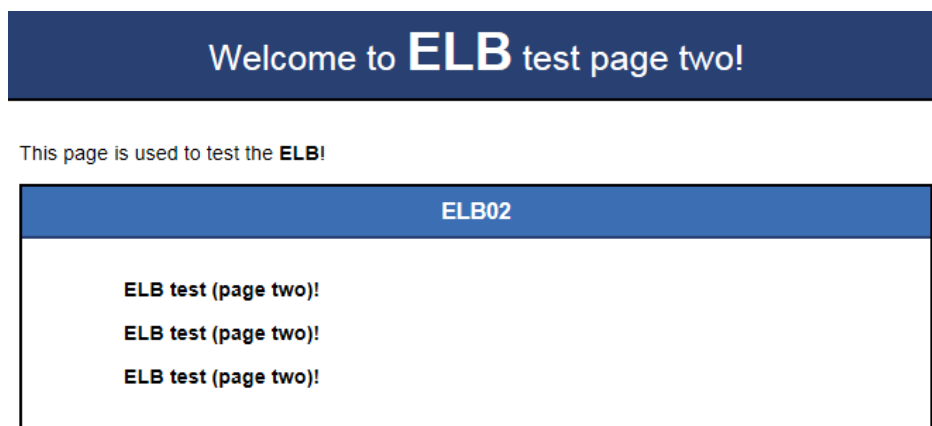 Welcome to ELB test page two!
This page is used to test the ELB!
ELB02
ELB test (page two)!
ELB test (page two)!
ELB test (page two)!